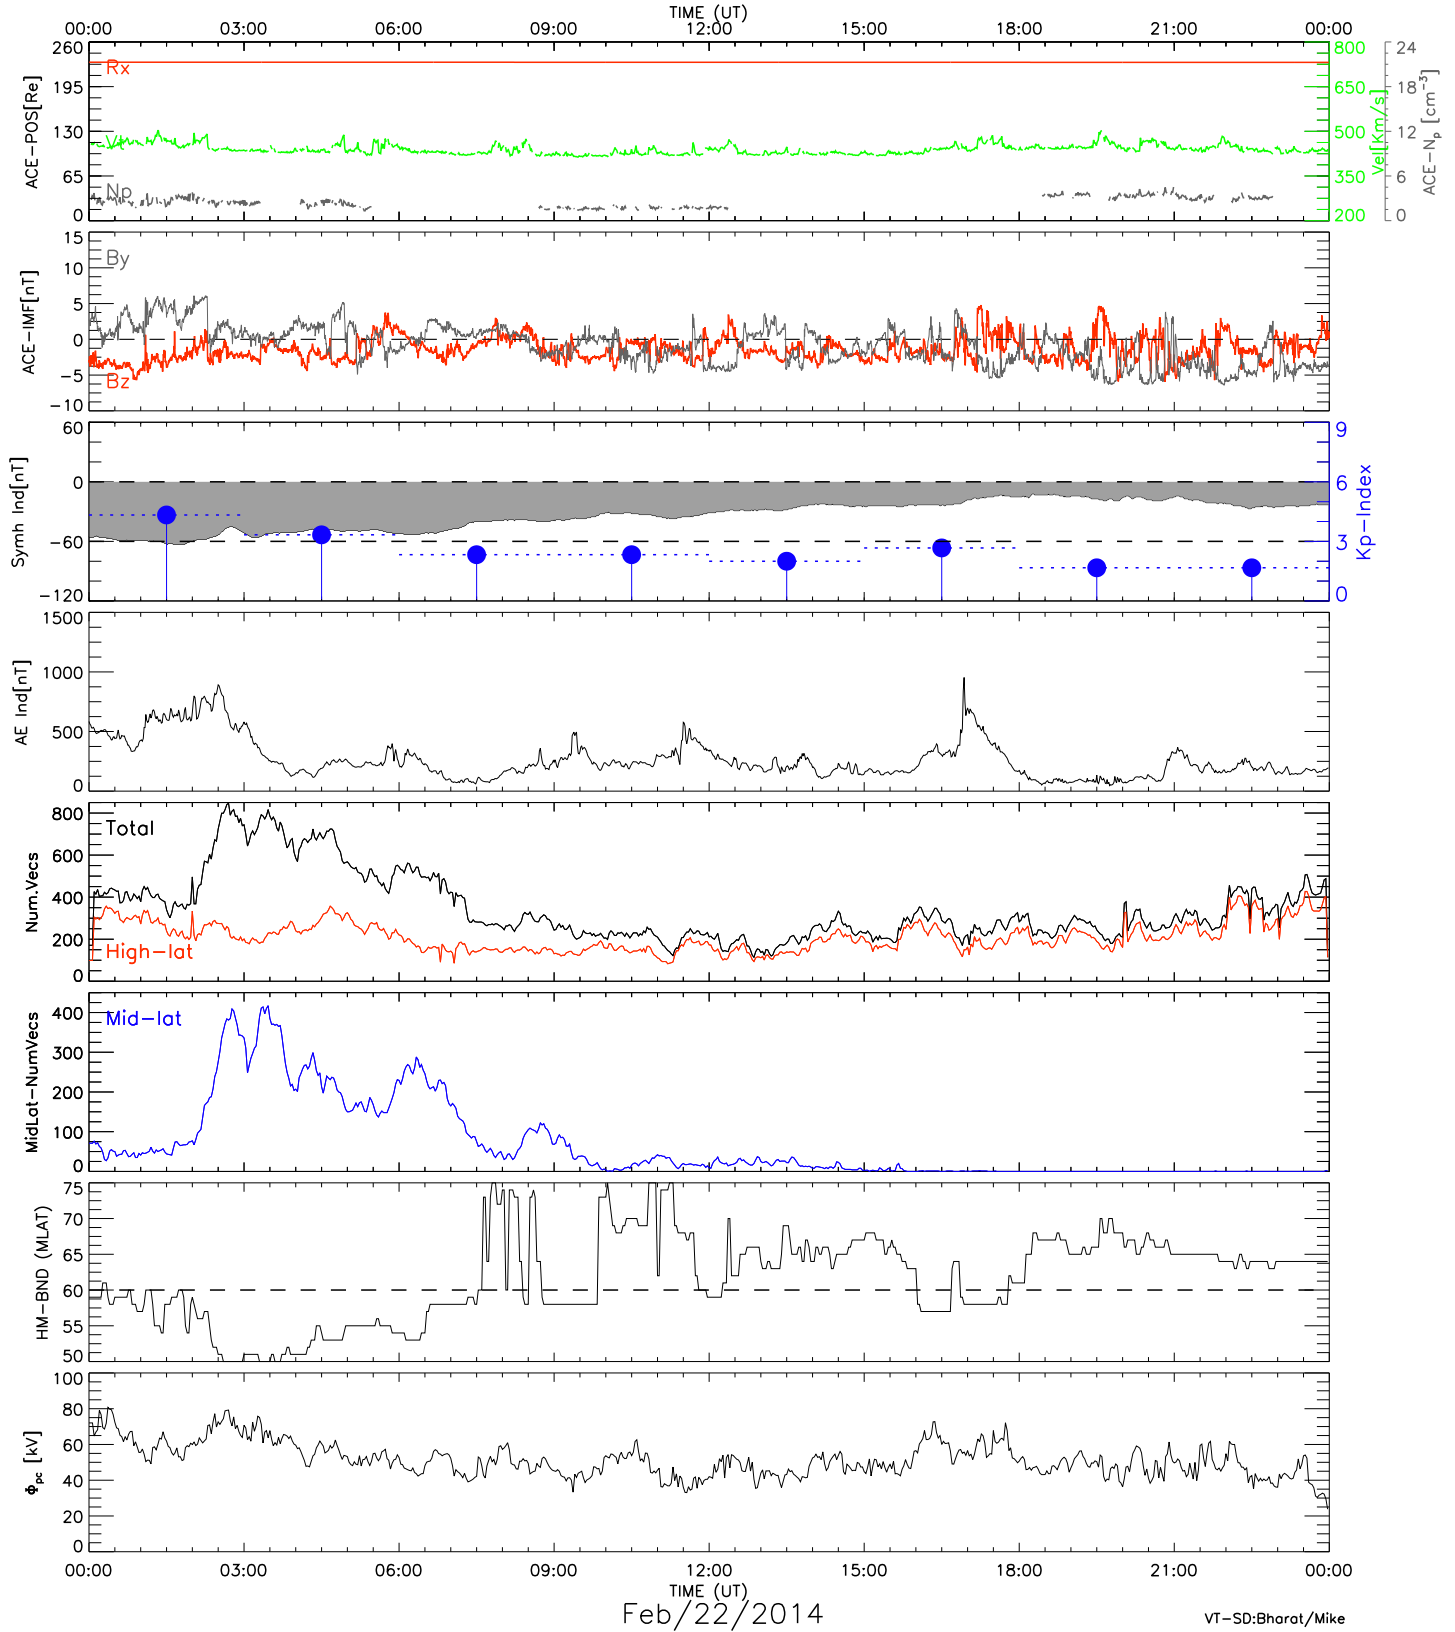 TIME (UT)
00:00 03:00 06:00 09:00 12:00 15:00 18:00 21:00 00:00
260 195 130 65 0
ACE-POS[Re]
Rx
Np
800 650 500 350 200
Vel[Km/s]
24 18 12 6 0
ACE-Np [cm-3]
15 10 5 0 -5 -10
ACE-IMF[nT]
By
Bz
60 0 -60 -120
Symh Ind[nT]
9 6 3 0
Kp-Index
1500 1000 500 0
AE Ind[nT]
800 600 400 200 0
Num.Vecs
Total
High-lat
400 300 200 100 0
MidLat-NumVecs
Mid-lat
75 70 65 60 55 50
HM-BND (MLAT)
100 80 60 40 20 0
Φpc [kV]
00:00 03:00 06:00 09:00 12:00 15:00 18:00 21:00 00:00
TIME (UT)
Feb/22/2014
VT-SD:Bharat/Mike